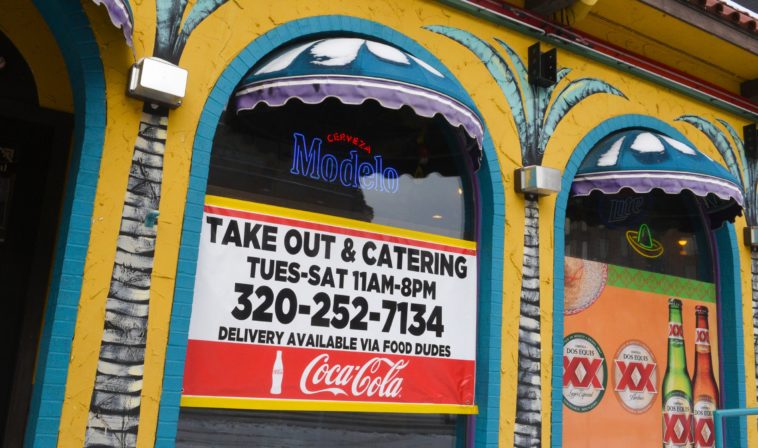 CERVEZA
Modelo
TAKE OUT & CATERING
TUES-SAT 11AM-8PM
320-252-7134
DELIVERY AVAILABLE VIA FOOD DUDES
Coca-Cola
Lite
DOS EQUIS
XX
DOS EQUIS
XX
XX
XX